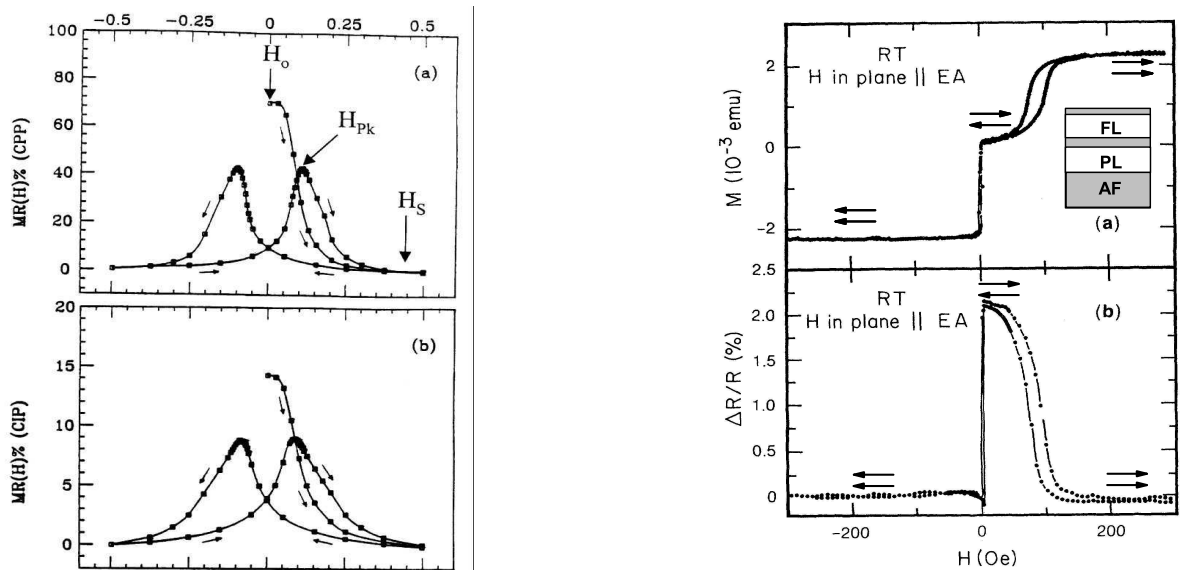 -0.5 -0.25 0 0.25 0.5
100
80
60
40
20
0
MR(H)% (CPP)
(a)
H_o
H_Pk
H_S
20
15
10
5
0
MR(H)% (CIP)
(b)
RT
H in plane || EA
2
0
-2
M (10⁻³ emu)
FL
PL
AF
(a)
2.5
2.0
1.5
1.0
0.5
0
ΔR/R (%)
RT
H in plane || EA
(b)
-200 0 200
H (Oe)